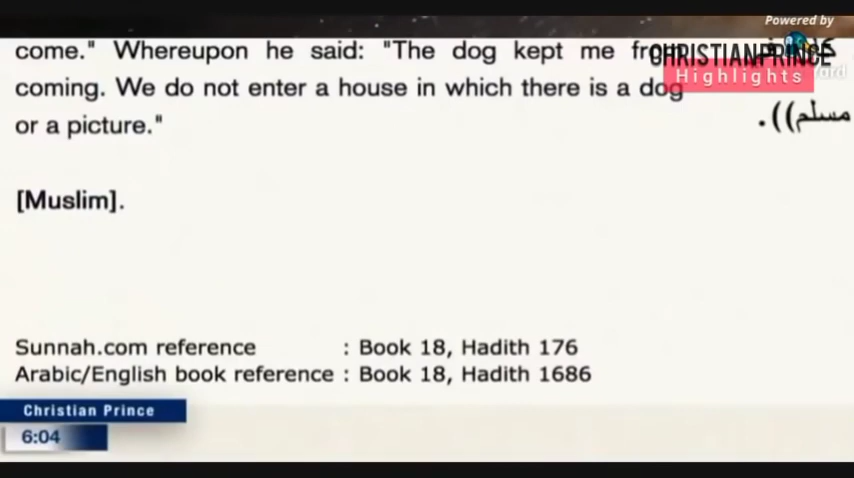 Powered by
come." Whereupon he said: "The dog kept me from
CHRISTIANPRINCE
Highlights
coming. We do not enter a house in which there is a dog
or a picture."
مسلم)).
[Muslim].
Sunnah.com reference : Book 18, Hadith 176
Arabic/English book reference : Book 18, Hadith 1686
Christian Prince
6:04